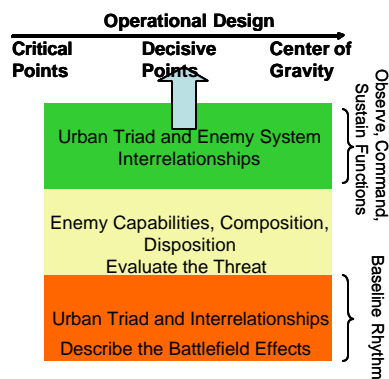 Operational Design
Critical Decisive Center of
Points Points Gravity
Urban Triad and Enemy System
Interrelationships
Observe, Command,
Sustain Functions
Enemy Capabilities, Composition,
Disposition
Evaluate the Threat
Urban Triad and Interrelationships
Describe the Battlefield Effects
Baseline Rhythm